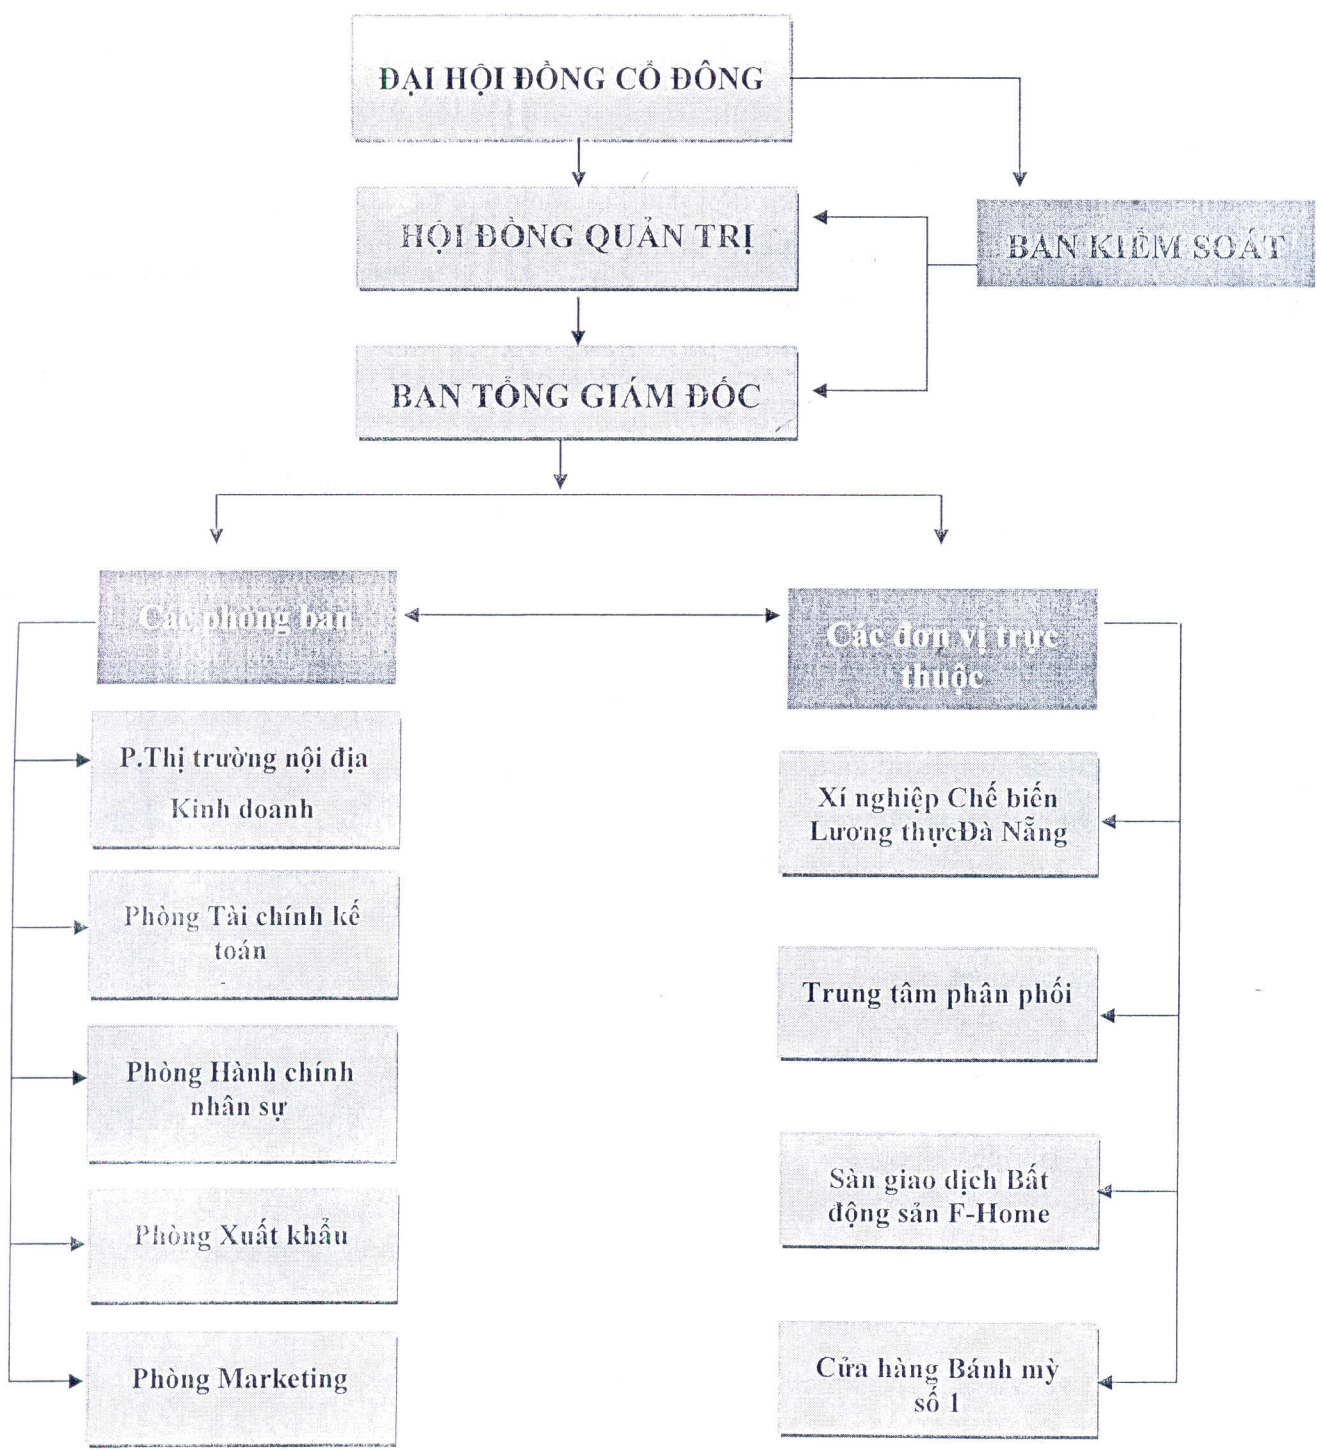 ĐẠI HỘI ĐỒNG CỔ ĐÔNG
HỘI ĐỒNG QUẢN TRỊ
BAN KIỂM SOÁT
BAN TỔNG GIÁM ĐỐC
Các phòng ban
Các đơn vị trực
thuộc
P.Thị trường nội địa
Kinh doanh
Phòng Tài chính kế
toán
Phòng Hành chính
nhân sự
Phòng Xuất khẩu
Phòng Marketing
Xí nghiệp Chế biến
Lương thựcĐà Nẵng
Trung tâm phân phối
Sàn giao dịch Bất
động sản F-Home
Cửa hàng Bánh mỳ
số 1